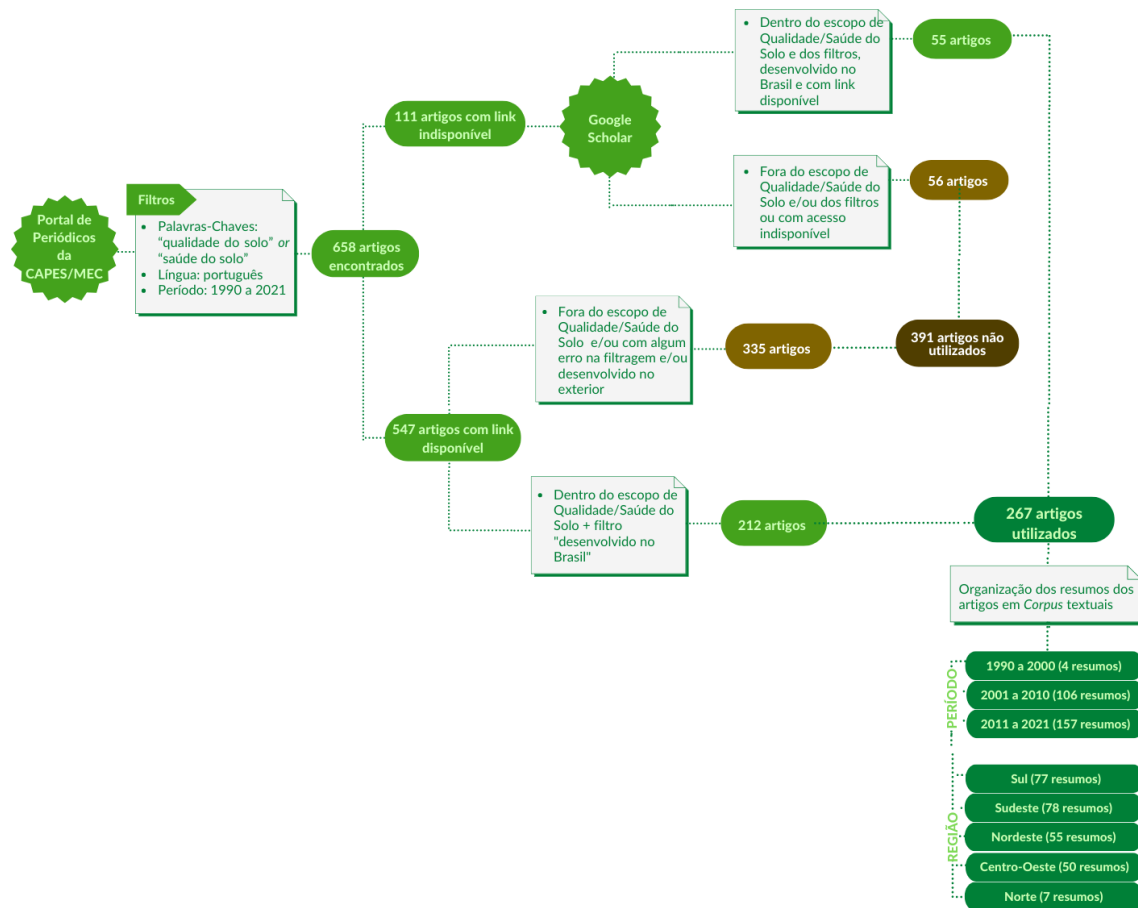 Portal de
Periódicos
da
CAPES/MEC
Filtros
• Palavras-Chaves:
“qualidade do solo” or
“saúde do solo”
• Língua: português
• Período: 1990 a 2021
658 artigos
encontrados
111 artigos com link
indisponível
Google
Scholar
• Dentro do escopo de
Qualidade/Saúde do
Solo e dos filtros,
desenvolvido no
Brasil e com link
disponível
55 artigos
• Fora do escopo de
Qualidade/Saúde do
Solo e/ou dos filtros
ou com acesso
indisponível
56 artigos
• Fora do escopo de
Qualidade/Saúde do
Solo e/ou com algum
erro na filtragem e/ou
desenvolvido no
exterior
335 artigos
391 artigos não
utilizados
547 artigos com link
disponível
• Dentro do escopo de
Qualidade/Saúde do
Solo + filtro
“desenvolvido no
Brasil”
212 artigos
267 artigos
utilizados
Organização dos resumos dos
artigos em Corpus textuais
PERÍODO
1990 a 2000 (4 resumos)
2001 a 2010 (106 resumos)
2011 a 2021 (157 resumos)
REGIÃO
Sul (77 resumos)
Sudeste (78 resumos)
Nordeste (55 resumos)
Centro-Oeste (50 resumos)
Norte (7 resumos)